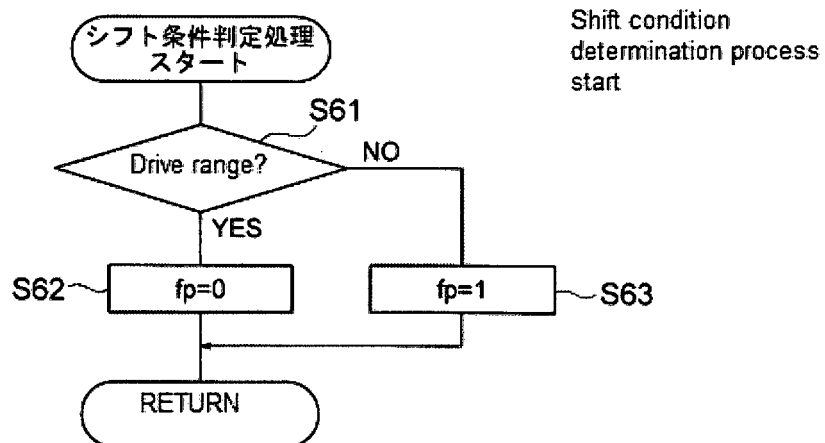 シフト条件判定処理
スタート
Shift condition
determination process
start
S61
Drive range?
NO
YES
S62
fp=0
fp=1
S63
RETURN